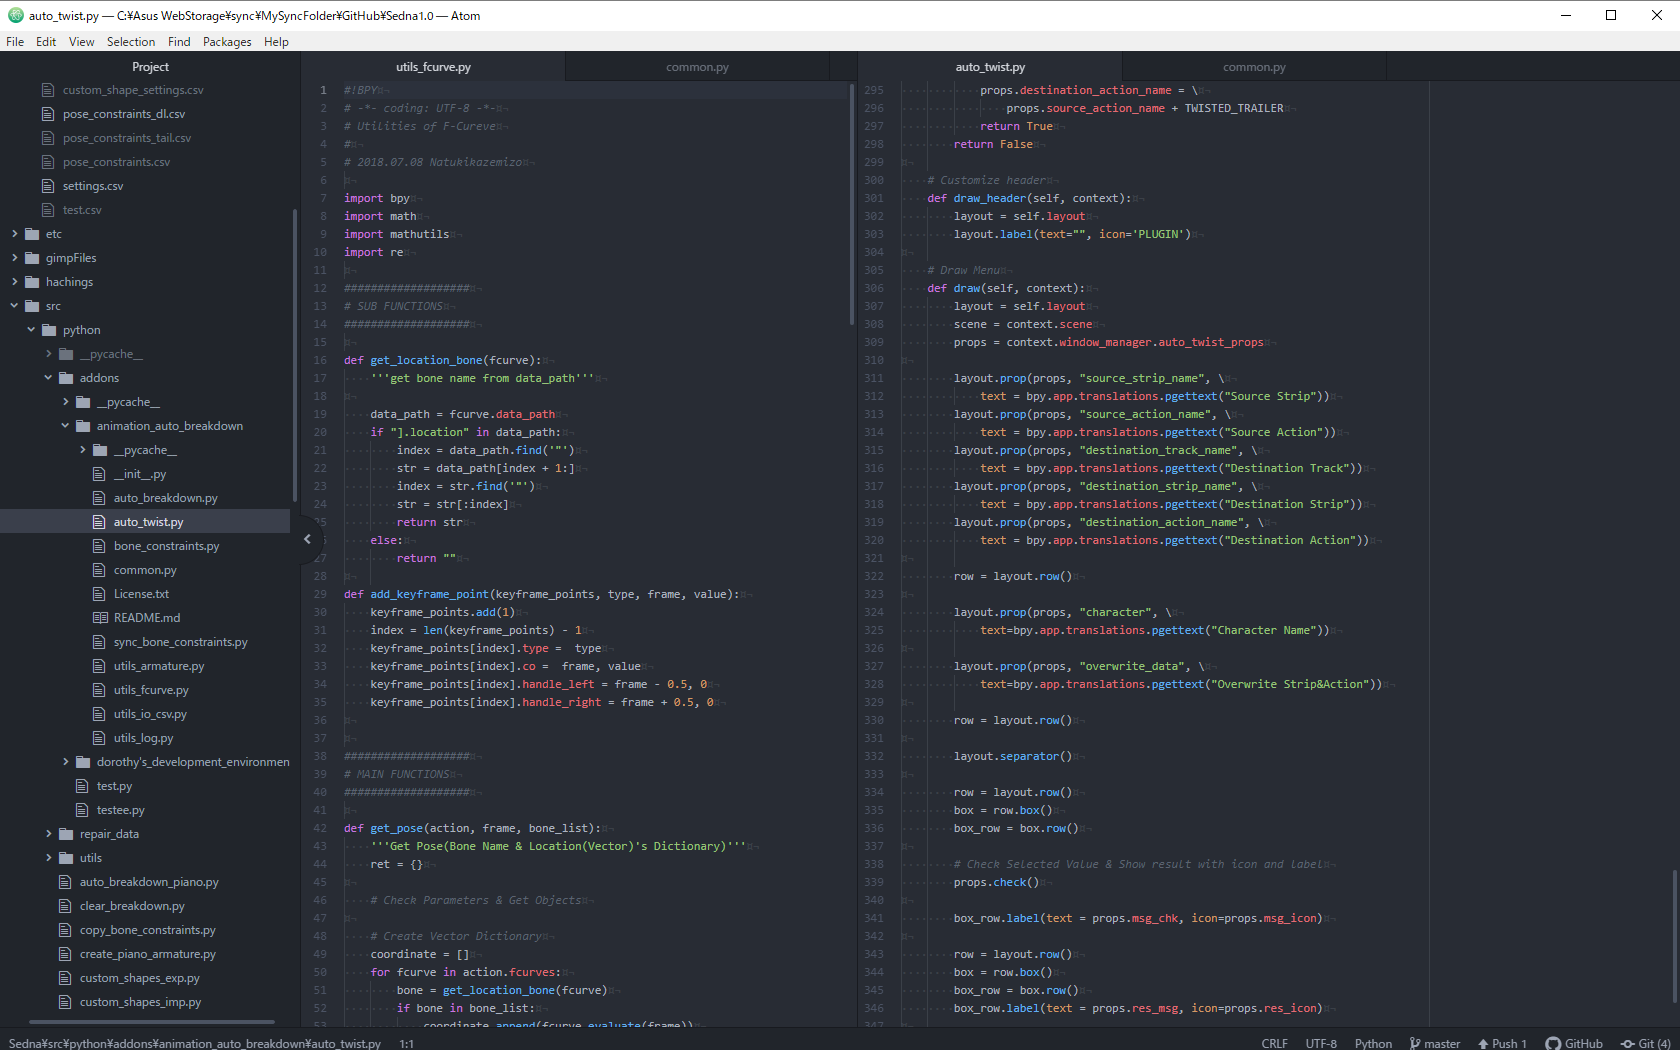 auto_twist.py — C:¥Asus WebStorage¥sync¥MySyncFolder¥GitHub¥Sedna1.0 — Atom
File Edit View Selection Find Packages Help
Project
custom_shape_settings.csv
pose_constraints_dl.csv
pose_constraints_tail.csv
pose_constraints.csv
settings.csv
test.csv
etc
gimpFiles
hachings
src
python
__pycache__
addons
__pycache__
animation_auto_breakdown
__pycache__
__init__.py
auto_breakdown.py
auto_twist.py
bone_constraints.py
common.py
License.txt
README.md
sync_bone_constraints.py
utils_armature.py
utils_fcurve.py
utils_io_csv.py
utils_log.py
dorothy's_development_environmen
test.py
testee.py
repair_data
utils
auto_breakdown_piano.py
clear_breakdown.py
copy_bone_constraints.py
create_piano_armature.py
custom_shapes_exp.py
custom_shapes_imp.py
utils_fcurve.py common.py
1 #!BPY
2 # -*- coding: UTF-8 -*-
3 # Utilities of F-Cureve
4 #
5 # 2018.07.08 Natukikazemizo
6
7 import bpy
8 import math
9 import mathutils
10 import re
11
12 ###################
13 # SUB FUNCTIONS
14 ###################
15
16 def get_location_bone(fcurve):
17 '''get bone name from data_path'''
18
19 data_path = fcurve.data_path
20 if "].location" in data_path:
21 index = data_path.find('"')
22 str = data_path[index + 1:]
23 index = str.find('"')
24 str = str[:index]
25 return str
26 else:
27 return ""
28
29 def add_keyframe_point(keyframe_points, type, frame, value):
30 keyframe_points.add(1)
31 index = len(keyframe_points) - 1
32 keyframe_points[index].type =  type
33 keyframe_points[index].co =  frame, value
34 keyframe_points[index].handle_left = frame - 0.5, 0
35 keyframe_points[index].handle_right = frame + 0.5, 0
36
37
38 ###################
39 # MAIN FUNCTIONS
40 ###################
41
42 def get_pose(action, frame, bone_list):
43 '''Get Pose(Bone Name & Location(Vector)'s Dictionary)'''
44 ret = {}
45
46 # Check Parameters & Get Objects
47
48 # Create Vector Dictionary
49 coordinate = []
50 for fcurve in action.fcurves:
51 bone = get_location_bone(fcurve)
52 if bone in bone_list:
53 coordinate.append(fcurve.evaluate(frame))
auto_twist.py common.py
295 props.destination_action_name = \
296 props.source_action_name + TWISTED_TRAILER
297 return True
298 return False
299
300 # Customize header
301 def draw_header(self, context):
302 layout = self.layout
303 layout.label(text="", icon='PLUGIN')
304
305 # Draw Menu
306 def draw(self, context):
307 layout = self.layout
308 scene = context.scene
309 props = context.window_manager.auto_twist_props
310
311 layout.prop(props, "source_strip_name", \
312 text = bpy.app.translations.pgettext("Source Strip"))
313 layout.prop(props, "source_action_name", \
314 text = bpy.app.translations.pgettext("Source Action"))
315 layout.prop(props, "destination_track_name", \
316 text = bpy.app.translations.pgettext("Destination Track"))
317 layout.prop(props, "destination_strip_name", \
318 text = bpy.app.translations.pgettext("Destination Strip"))
319 layout.prop(props, "destination_action_name", \
320 text = bpy.app.translations.pgettext("Destination Action"))
321
322 row = layout.row()
323
324 layout.prop(props, "character", \
325 text=bpy.app.translations.pgettext("Character Name"))
326
327 layout.prop(props, "overwrite_data", \
328 text=bpy.app.translations.pgettext("Overwrite Strip&Action"))
329
330 row = layout.row()
331
332 layout.separator()
333
334 row = layout.row()
335 box = row.box()
336 box_row = box.row()
337
338 # Check Selected Value & Show result with icon and label
339 props.check()
340
341 box_row.label(text = props.msg_chk, icon=props.msg_icon)
342
343 row = layout.row()
344 box = row.box()
345 box_row = box.row()
346 box_row.label(text = props.res_msg, icon=props.res_icon)
347
Sedna¥src¥python¥addons¥animation_auto_breakdown¥auto_twist.py 1:1 CRLF UTF-8 Python master Push 1 GitHub Git (4)